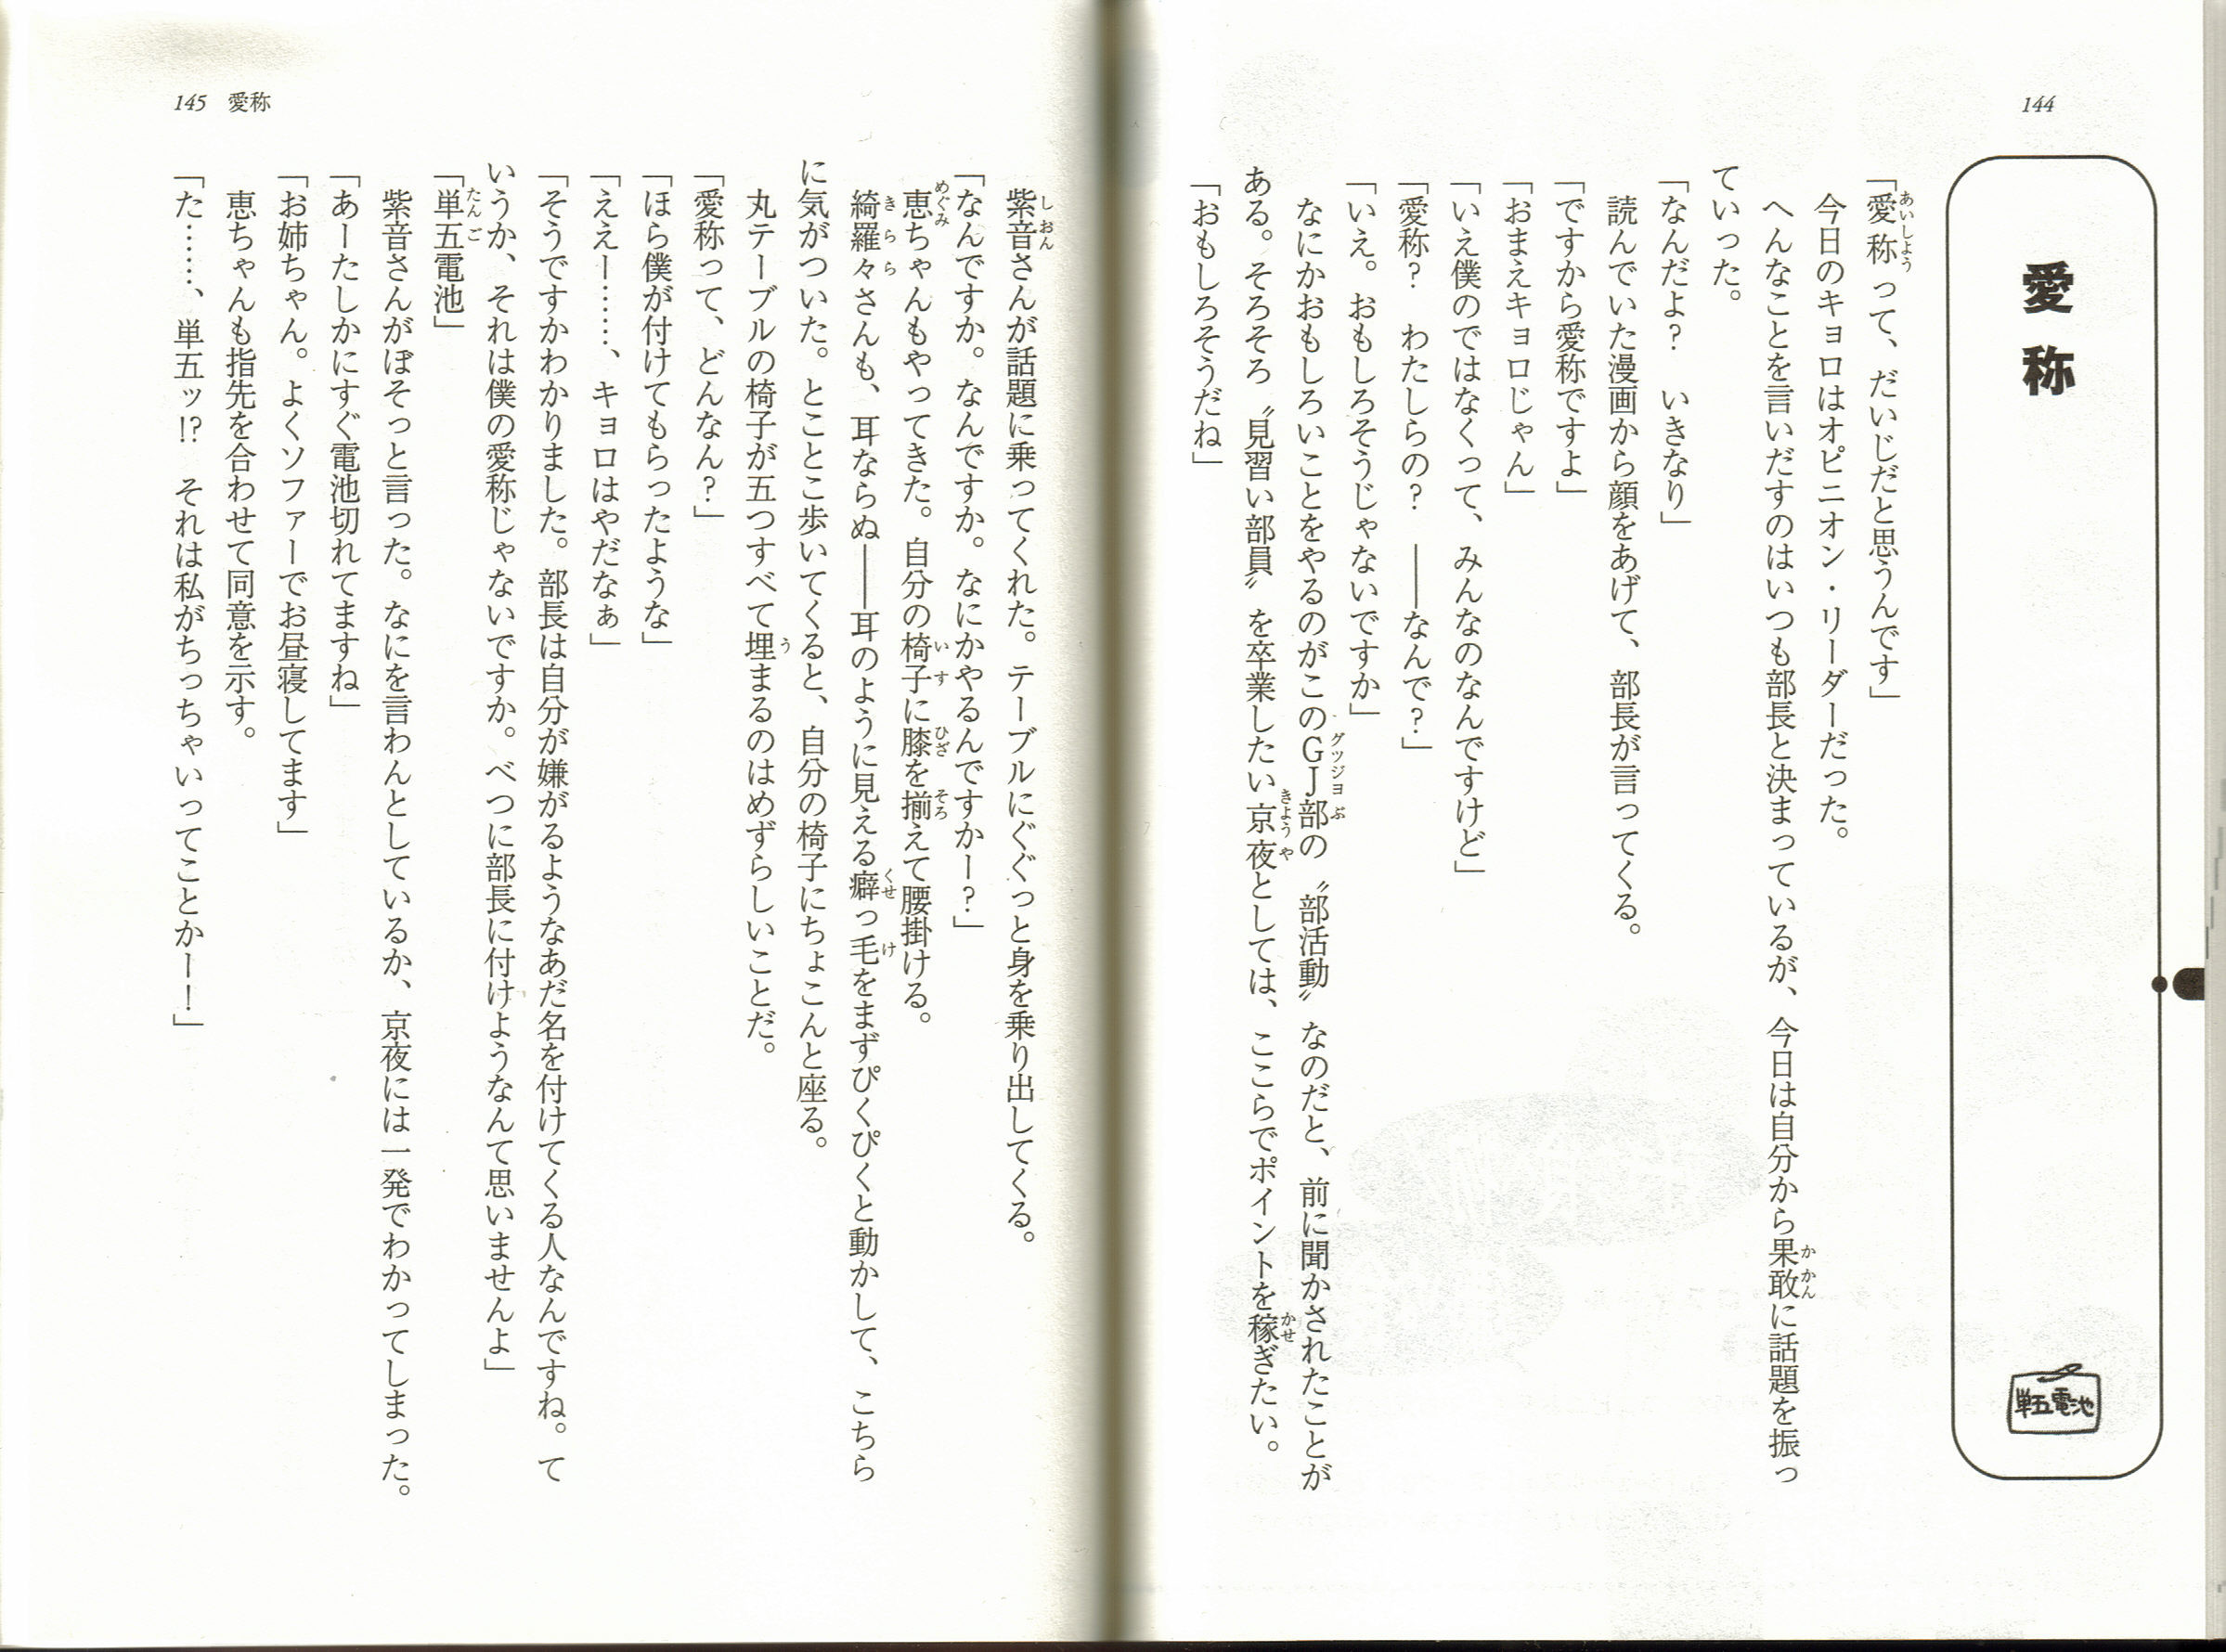 144
愛称
単五電池
「愛称って、だいじだと思うんです」
今日のキョロはオピニオン・リーダーだった。
へんなことを言いだすのはいつも部長と決まっているが、今日は自分から果敢に話題を振っ
ていった。
「なんだよ？　いきなり」
読んでいた漫画から顔をあげて、部長が言ってくる。
「ですから愛称ですよ」
「おまえキョロじゃん」
「いえ僕のではなくって、みんなのなんですけど」
「愛称？　わたしらの？　――なんで？」
「いえ。おもしろそうじゃないですか」
なにかおもしろいことをやるのがこのＧＪ部の〝部活動〟なのだと、前に聞かされたことが
ある。そろそろ〝見習い部員〟を卒業したい京夜としては、ここらでポイントを稼ぎたい。
「おもしろそうだね」
紫音さんが話題に乗ってくれた。テーブルにぐぐっと身を乗り出してくる。
「なんですか。なんですか。なにかやるんですかー？」
恵ちゃんもやってきた。自分の椅子に膝を揃えて腰掛ける。
綺羅々さんも、耳ならぬ――耳のように見える癖っ毛をまずぴくぴくと動かして、こちら
に気がついた。とことこ歩いてくると、自分の椅子にちょこんと座る。
丸テーブルの椅子が五つすべて埋まるのはめずらしいことだ。
「愛称って、どんなん？」
「ほら僕が付けてもらったような」
「ええー……、キョロはやだなぁ」
「そうですかわかりました。部長は自分が嫌がるようなあだ名を付けてくる人なんですね。て
いうか、それは僕の愛称じゃないですか。べつに部長に付けようなんて思いませんよ」
「単五電池」
紫音さんがぼそっと言った。なにを言わんとしているか、京夜には一発でわかってしまった。
「あーたしかにすぐ電池切れてますね」
「お姉ちゃん。よくソファーでお昼寝してます」
恵ちゃんも指先を合わせて同意を示す。
「た……、単五ッ!?　それは私がちっちゃいってことかー！」
145　愛称